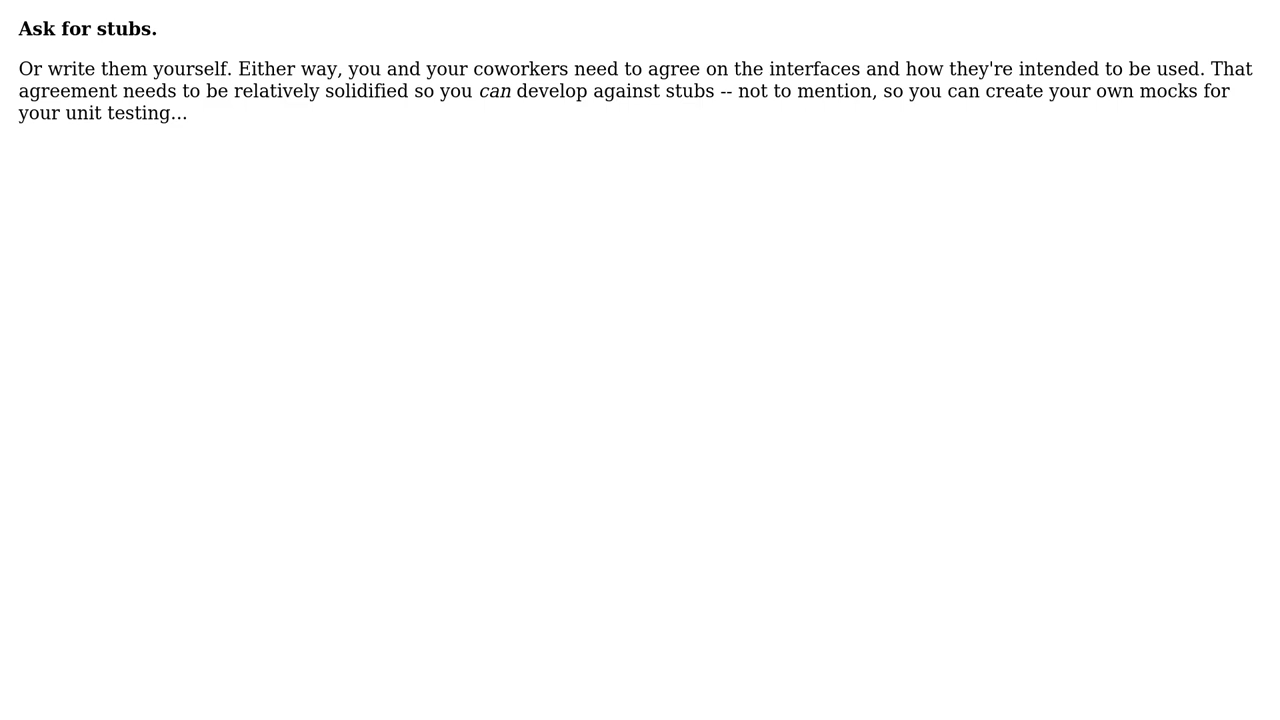 Ask for stubs.
Or write them yourself. Either way, you and your coworkers need to agree on the interfaces and how they're intended to be used. That
agreement needs to be relatively solidified so you can develop against stubs -- not to mention, so you can create your own mocks for
your unit testing...